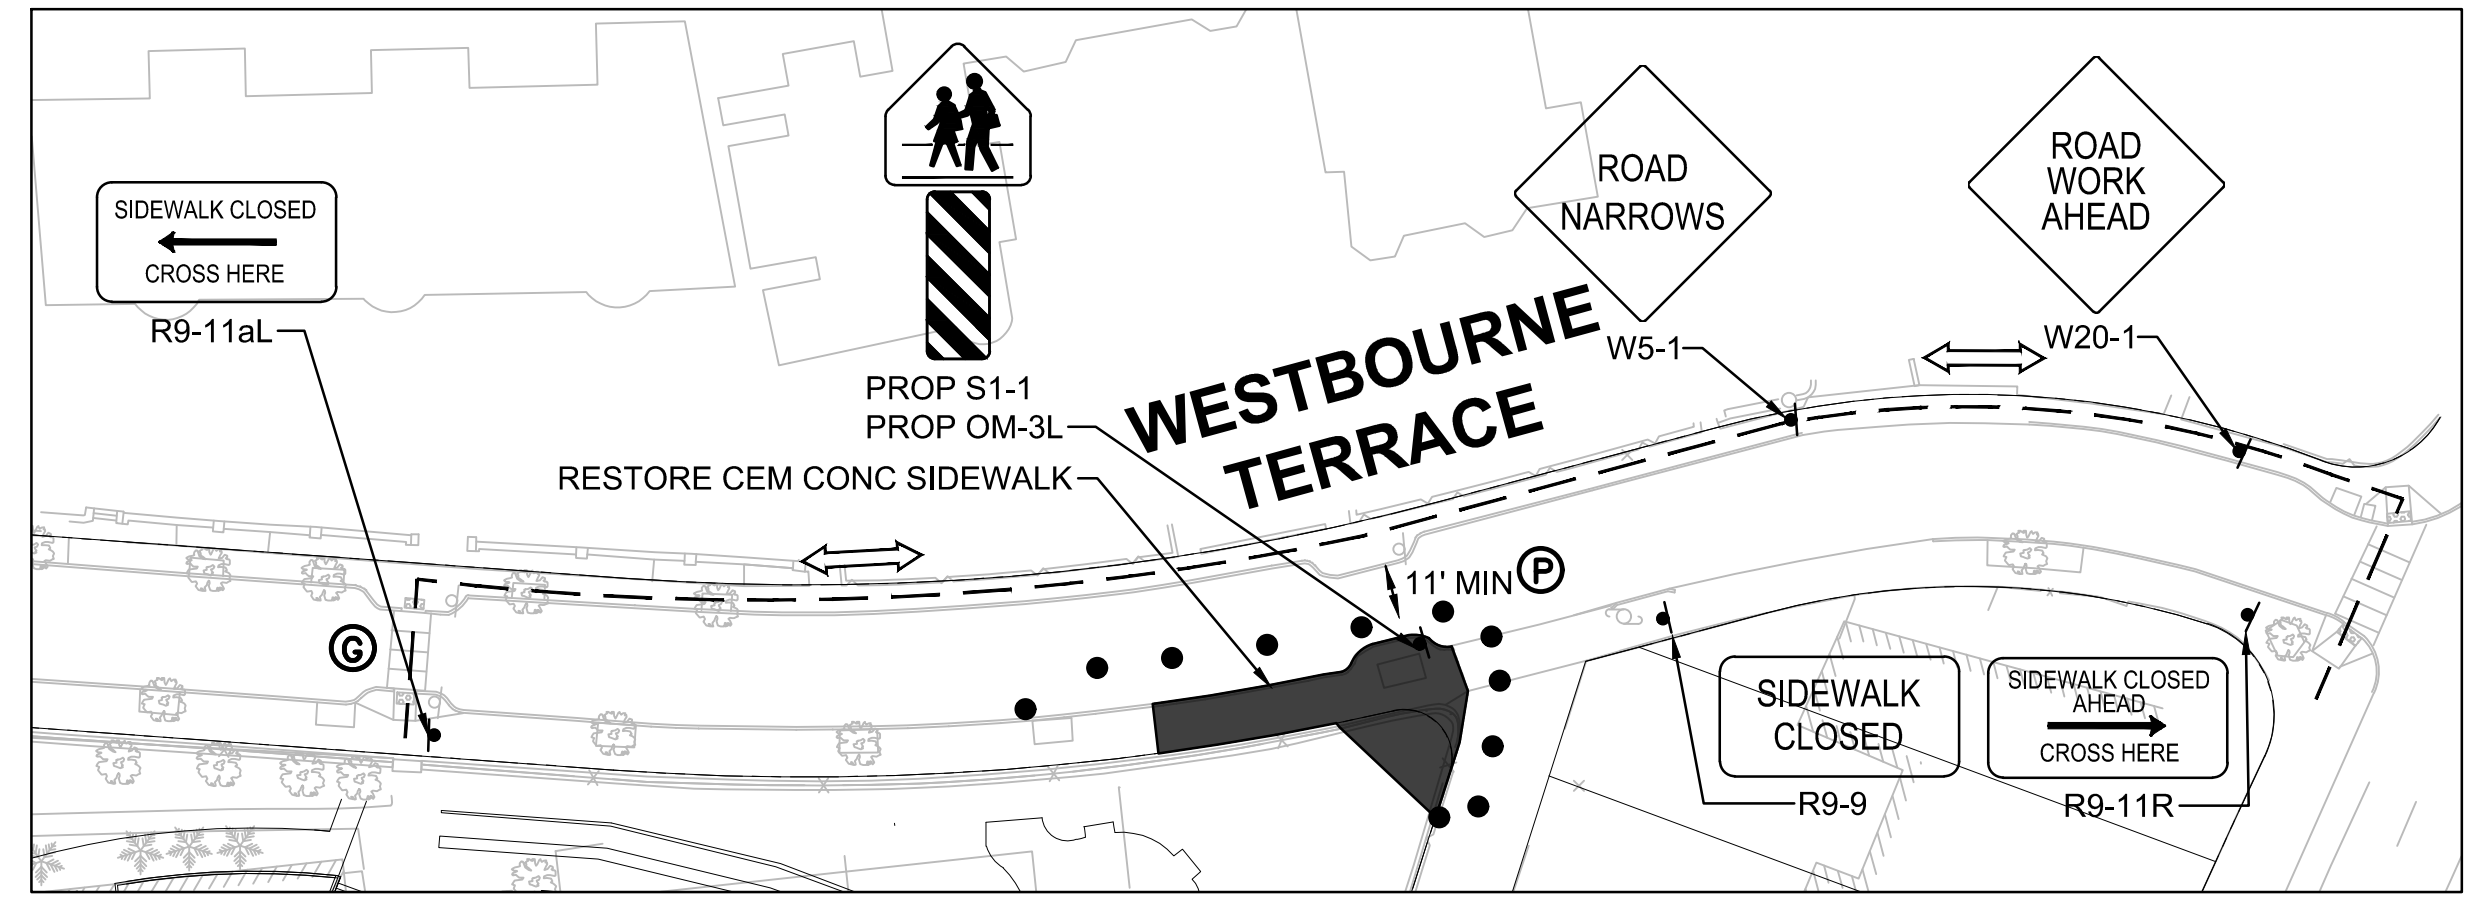 SIDEWALK CLOSED
CROSS HERE
R9-11aL
PROP S1-1
PROP OM-3L
RESTORE CEM CONC SIDEWALK
WESTBOURNE
TERRACE
ROAD
NARROWS
W5-1
ROAD
WORK
AHEAD
W20-1
11' MIN
P
G
SIDEWALK
CLOSED
R9-9
SIDEWALK CLOSED
AHEAD
CROSS HERE
R9-11R